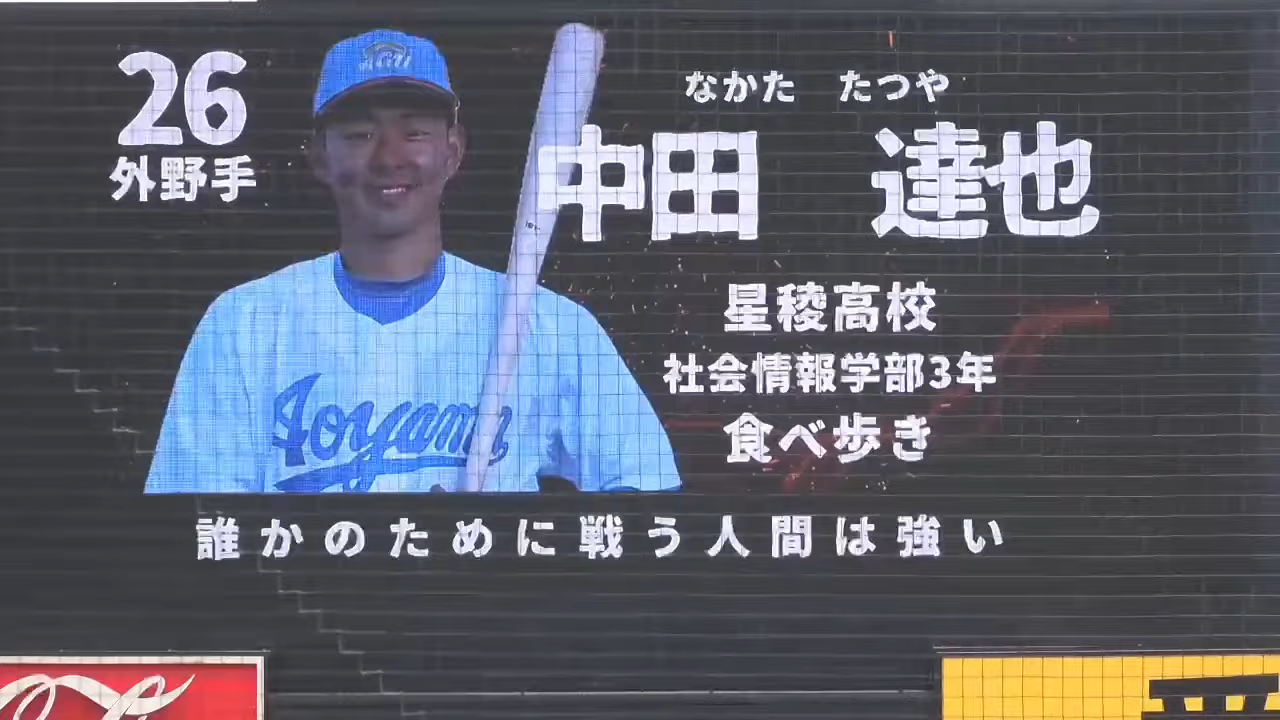 26
外野手
なかた たつや
中田 達也
星稜高校
社会情報学部3年
食べ歩き
Aoyama
誰かのために戦う人間は強い